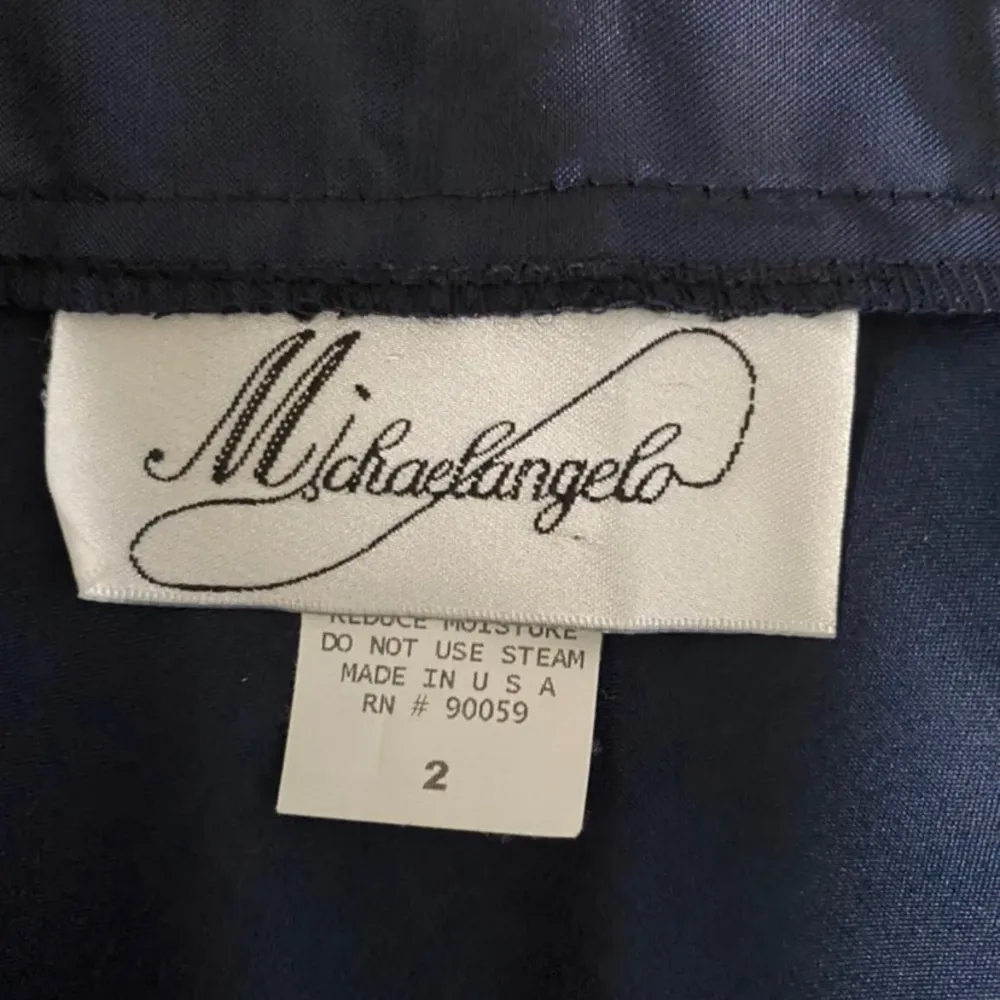 Michaelangelo
REDUCE MOISTURE
DO NOT USE STEAM
MADE IN U S A
RN # 90059
2